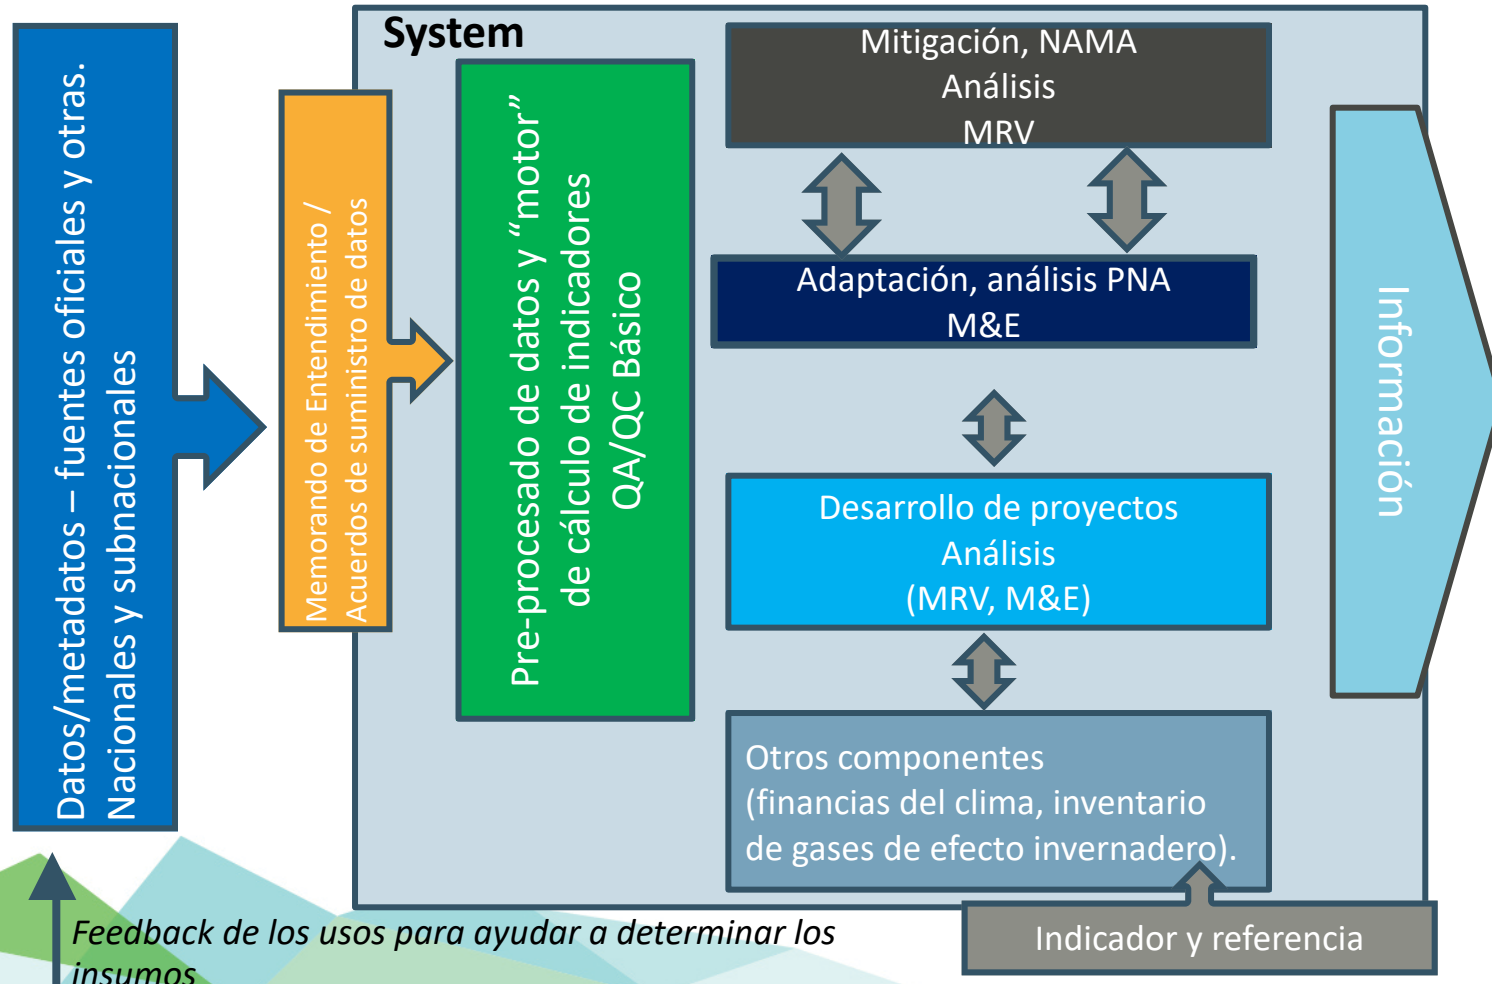 System
Datos/metadatos – fuentes oficiales y otras.
Nacionales y subnacionales
Memorando de Entendimiento /
Acuerdos de suministro de datos
Pre-procesado de datos y “motor”
de cálculo de indicadores
QA/QC Básico
Mitigación, NAMA
Análisis
MRV
Adaptación, análisis PNA
M&E
Desarrollo de proyectos
Análisis
(MRV, M&E)
Otros componentes
(financias del clima, inventario
de gases de efecto invernadero).
Información
Indicador y referencia
Feedback de los usos para ayudar a determinar los
insumos